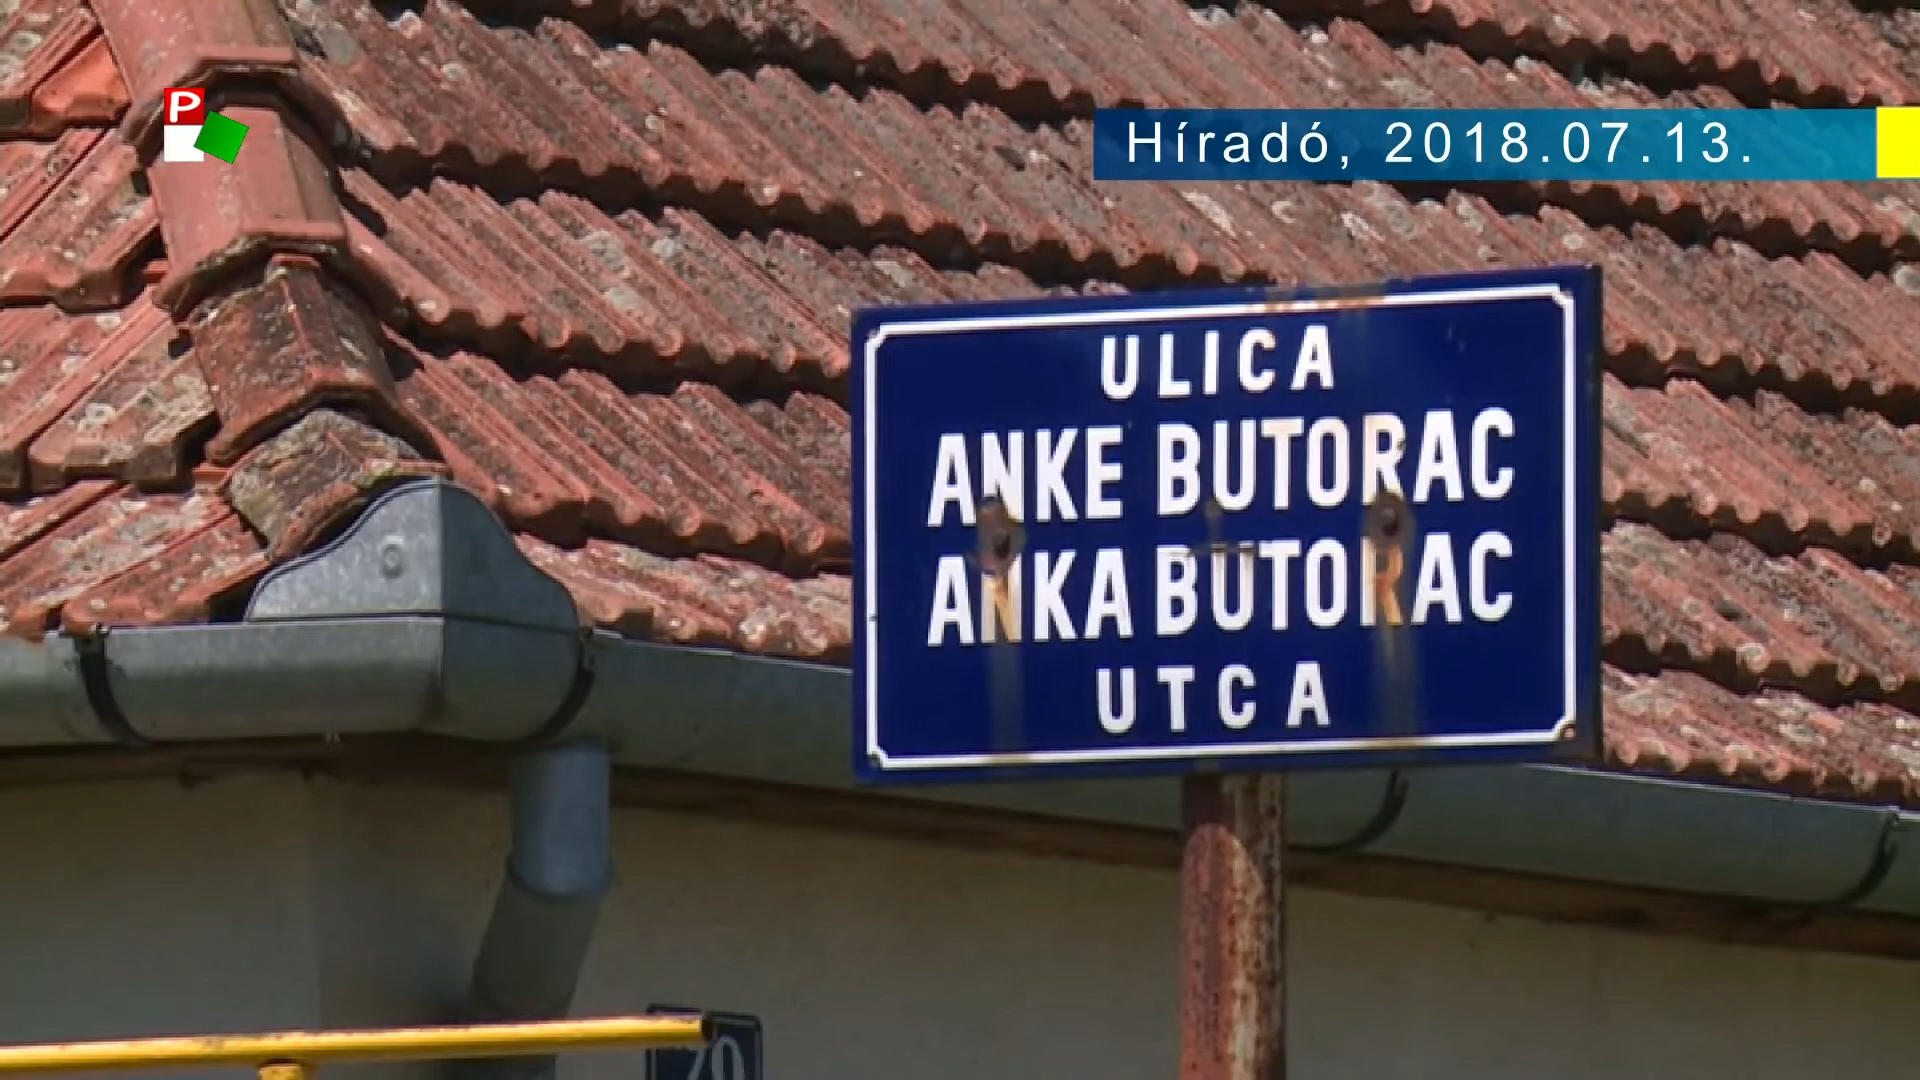 P
Híradó, 2018.07.13.
ULICA
ANKE BUTORAC
ANKA BUTORAC
UTCA